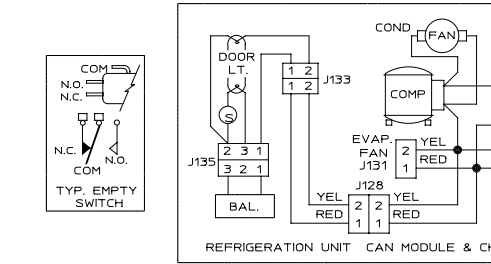 COM
N.O.
N.C.
N.C.
N.O.
COM
TYP. EMPTY
SWITCH
DOOR
LT.
S
1 2
1 2
J133
2 3 1
3 2 1
J135
BAL.
COND
FAN
COMP
EVAP.
FAN
J131
2
1
YEL
RED
J128
YEL
RED
2 2
1 1
YEL
RED
REFRIGERATION UNIT CAN MODULE &